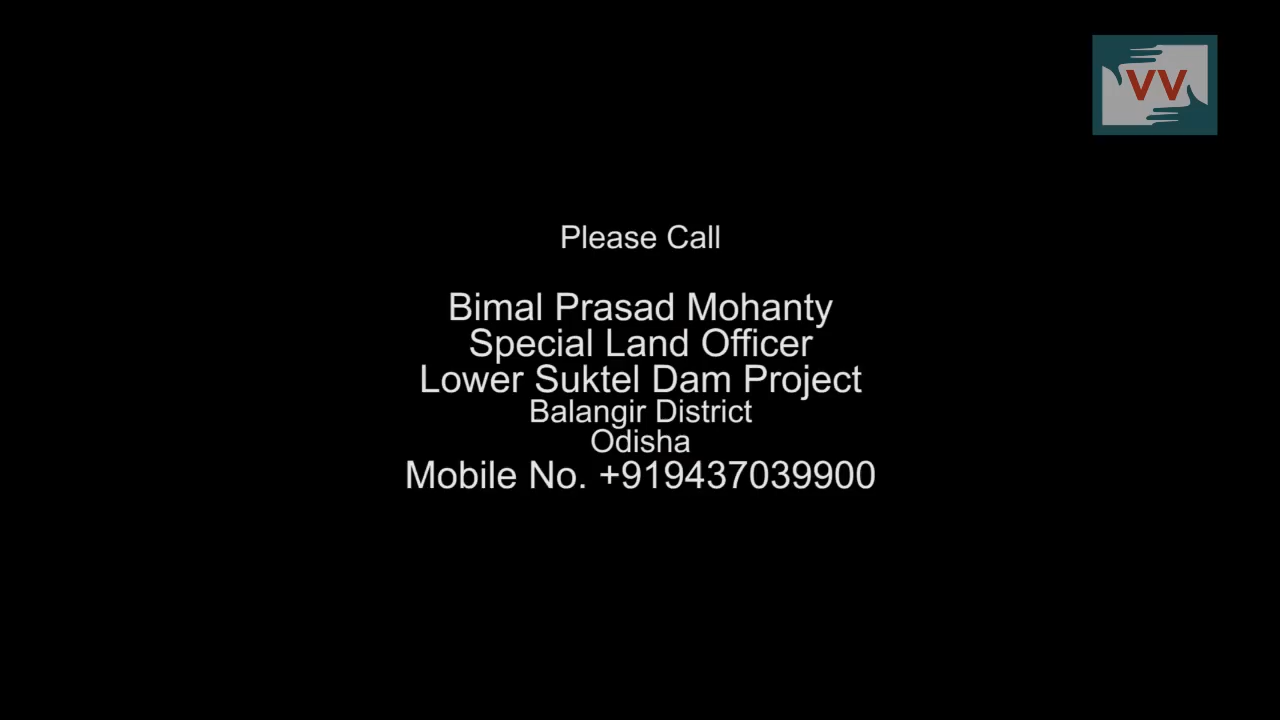 VV
Please Call
Bimal Prasad Mohanty
Special Land Officer
Lower Suktel Dam Project
Balangir District
Odisha
Mobile No. +919437039900